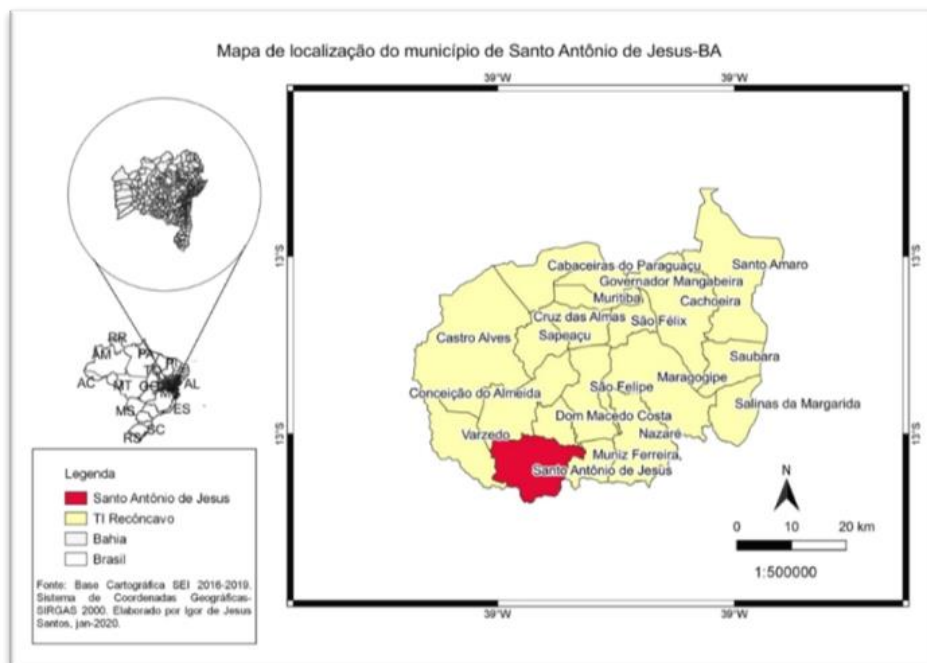 Mapa de localização do município de Santo Antônio de Jesus-BA
39°W
39°W
13°S
13°S
Cabaceiras do Paraguaçu
Santo Amaro
Governador Mangabeira
Muritiba
Cachoeira
Cruz das Almas
São Félix
Castro Alves
Sapeaçu
Saubara
Maragogipe
Conceição do Almeida
São Felipe
Salinas da Margarida
Dom Macedo Costa
Varzedo
Nazaré
Muniz Ferreira
Santo Antônio de Jesus
13°S
13°S
N
0 10 20 km
1:500000
39°W
39°W
RR
AM
PA
AC
MT
TO
AL
MS
ES
SC
RS
Legenda
Santo Antônio de Jesus
TI Recôncavo
Bahia
Brasil
Fonte: Base Cartográfica SEI 2016-2019.
Sistema de Coordenadas Geográficas-
SIRGAS 2000. Elaborado por Igor de Jesus
Santos, jan-2020.